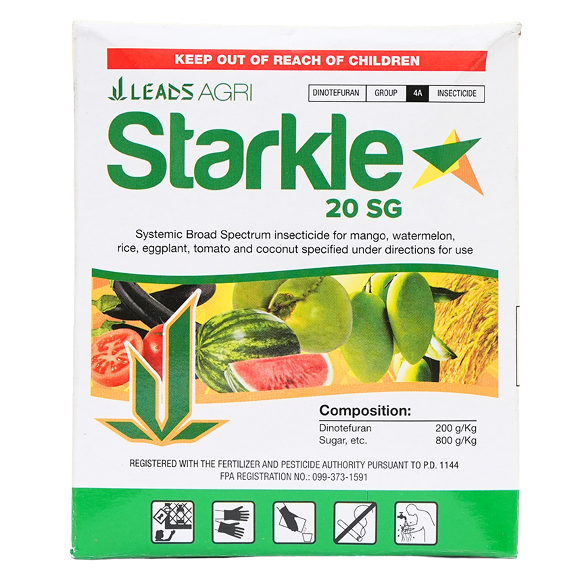 KEEP OUT OF REACH OF CHILDREN
LEADS AGRI
DINOTEFURAN GROUP 4A INSECTICIDE
Starkle
20 SG
Systemic Broad Spectrum insecticide for mango, watermelon,
rice, eggplant, tomato and coconut specified under directions for use
Composition:
Dinotefuran 200 g/Kg
Sugar, etc. 800 g/Kg
REGISTERED WITH THE FERTILIZER AND PESTICIDE AUTHORITY PURSUANT TO P.D. 1144
FPA REGISTRATION NO.: 099-373-1591